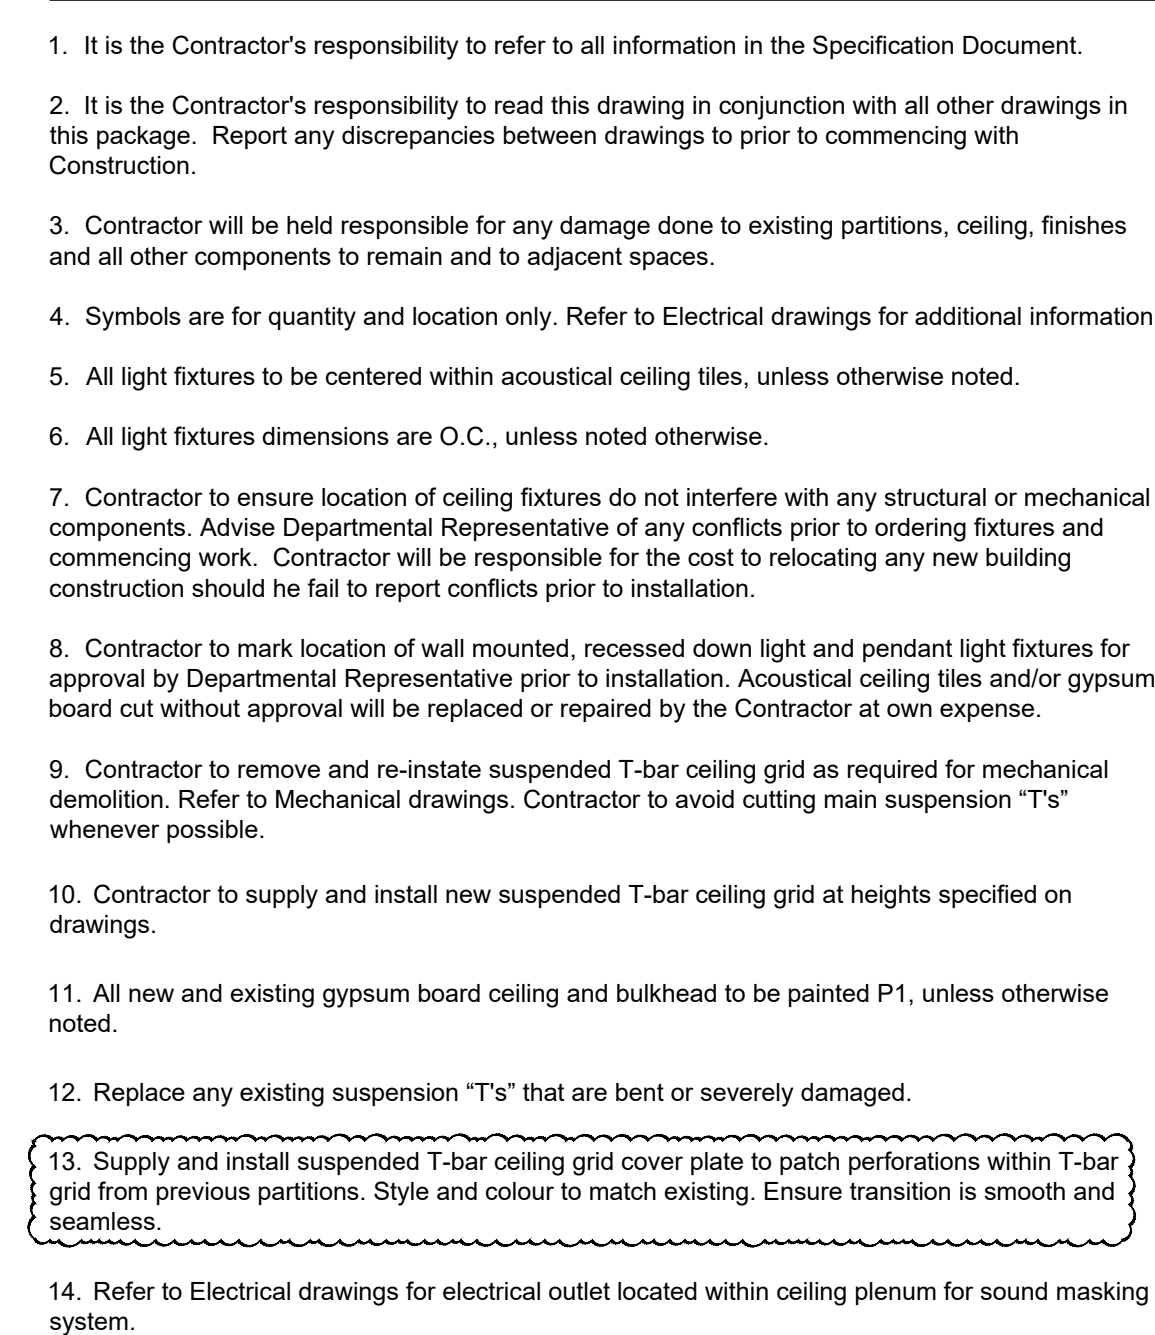 1. It is the Contractor's responsibility to refer to all information in the Specification Document.
2. It is the Contractor's responsibility to read this drawing in conjunction with all other drawings in
this package. Report any discrepancies between drawings to prior to commencing with
Construction.
3. Contractor will be held responsible for any damage done to existing partitions, ceiling, finishes
and all other components to remain and to adjacent spaces.
4. Symbols are for quantity and location only. Refer to Electrical drawings for additional information
5. All light fixtures to be centered within acoustical ceiling tiles, unless otherwise noted.
6. All light fixtures dimensions are O.C., unless noted otherwise.
7. Contractor to ensure location of ceiling fixtures do not interfere with any structural or mechanical
components. Advise Departmental Representative of any conflicts prior to ordering fixtures and
commencing work. Contractor will be responsible for the cost to relocating any new building
construction should he fail to report conflicts prior to installation.
8. Contractor to mark location of wall mounted, recessed down light and pendant light fixtures for
approval by Departmental Representative prior to installation. Acoustical ceiling tiles and/or gypsum
board cut without approval will be replaced or repaired by the Contractor at own expense.
9. Contractor to remove and re-instate suspended T-bar ceiling grid as required for mechanical
demolition. Refer to Mechanical drawings. Contractor to avoid cutting main suspension “T's”
whenever possible.
10. Contractor to supply and install new suspended T-bar ceiling grid at heights specified on
drawings.
11. All new and existing gypsum board ceiling and bulkhead to be painted P1, unless otherwise
noted.
12. Replace any existing suspension “T's” that are bent or severely damaged.
13. Supply and install suspended T-bar ceiling grid cover plate to patch perforations within T-bar
grid from previous partitions. Style and colour to match existing. Ensure transition is smooth and
seamless.
14. Refer to Electrical drawings for electrical outlet located within ceiling plenum for sound masking
system.